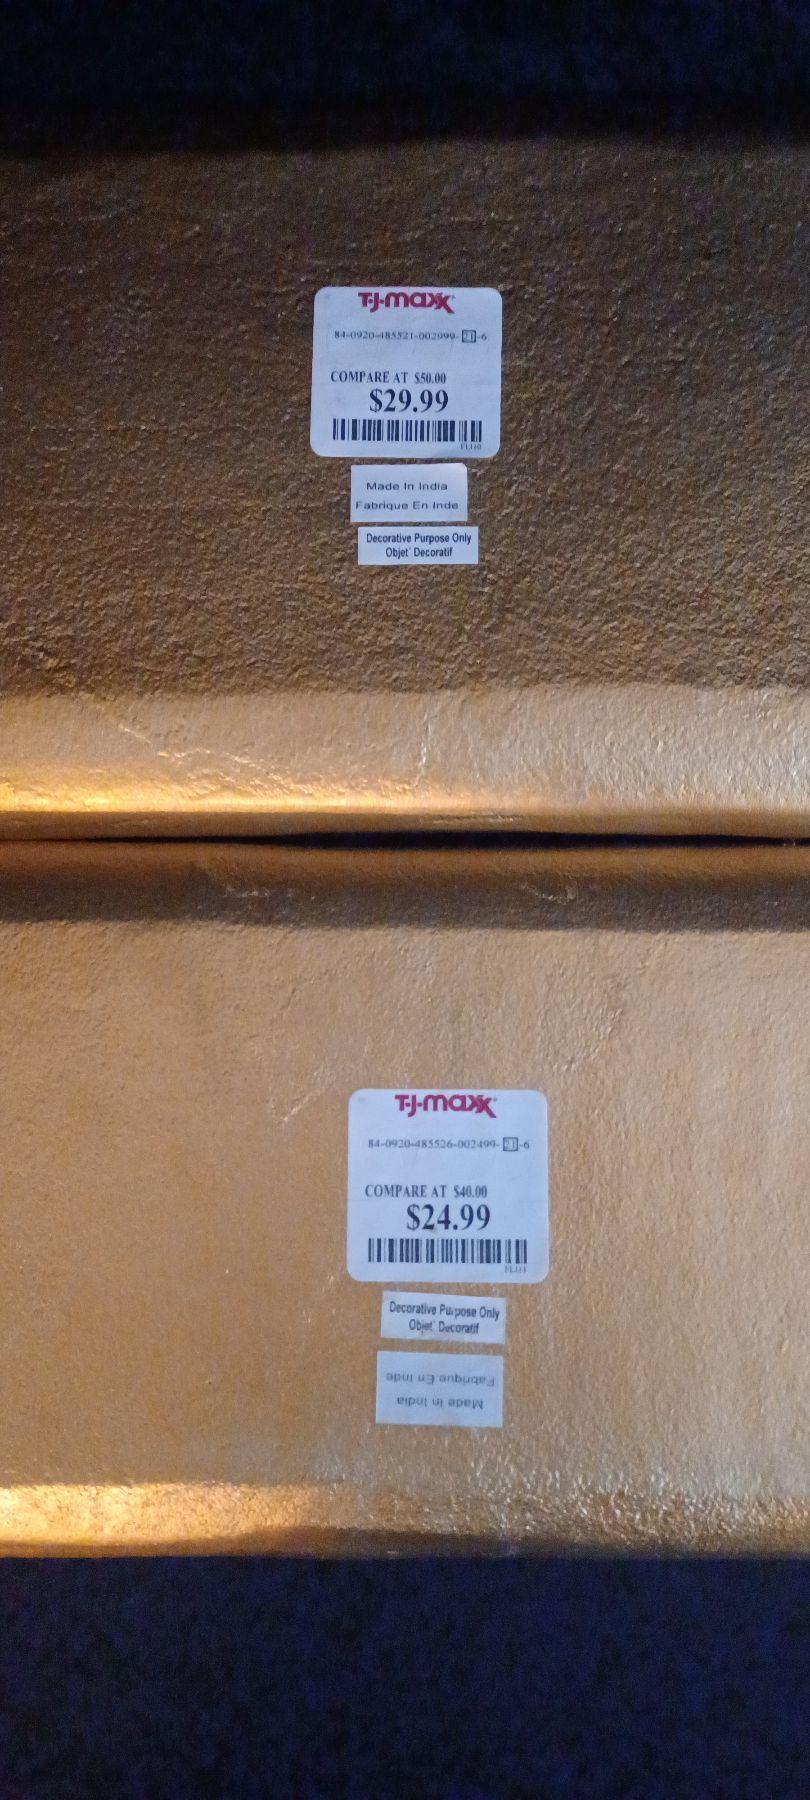 T·J·maxx
84-0920-485521-002999-21-6
COMPARE AT $50.00
$29.99
Made In India
Fabrique En Inde
Decorative Purpose Only
Objet´ Decoratif
T·J·maxx
84-0920-485526-002499-21-6
COMPARE AT $40.00
$24.99
Decorative Purpose Only
Objet´ Decoratif
Made In India
Fabrique En Inde